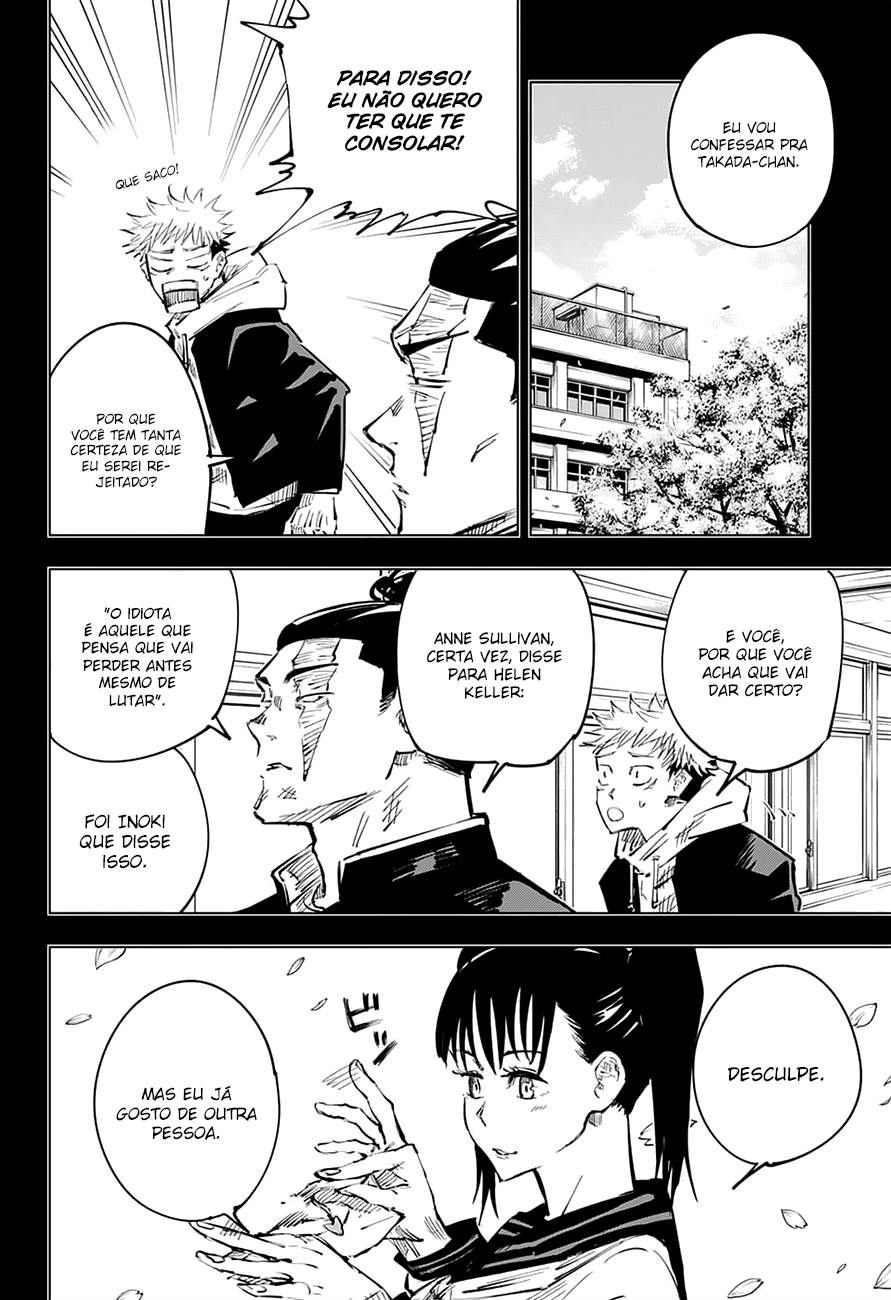 EU VOU
CONFESSAR PRA
TAKADA-CHAN.
PARA DISSO!
EU NÃO QUERO
TER QUE TE
CONSOLAR!
QUE SACO!
POR QUE
VOCÊ TEM TANTA
CERTEZA DE QUE
EU SEREI RE-
JEITADO?
E VOCÊ,
POR QUE VOCÊ
ACHA QUE VAI
DAR CERTO?
ANNE SULLIVAN,
CERTA VEZ, DISSE
PARA HELEN
KELLER:
"O IDIOTA
É AQUELE QUE
PENSA QUE VAI
PERDER ANTES
MESMO DE
LUTAR".
FOI INOKI
QUE DISSE
ISSO.
DESCULPE.
ビッ
MAS EU JÁ
GOSTO DE OUTRA
PESSOA.